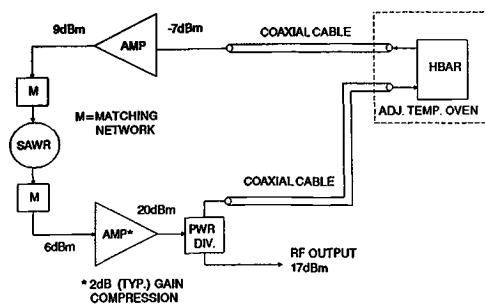 9dBm
AMP
-7dBm
COAXIAL CABLE
HBAR
ADJ. TEMP. OVEN
M
M=MATCHING
NETWORK
SAWR
M
COAXIAL CABLE
6dBm
AMP*
20dBm
PWR
DIV.
RF OUTPUT
17dBm
* 2dB (TYP.) GAIN
COMPRESSION